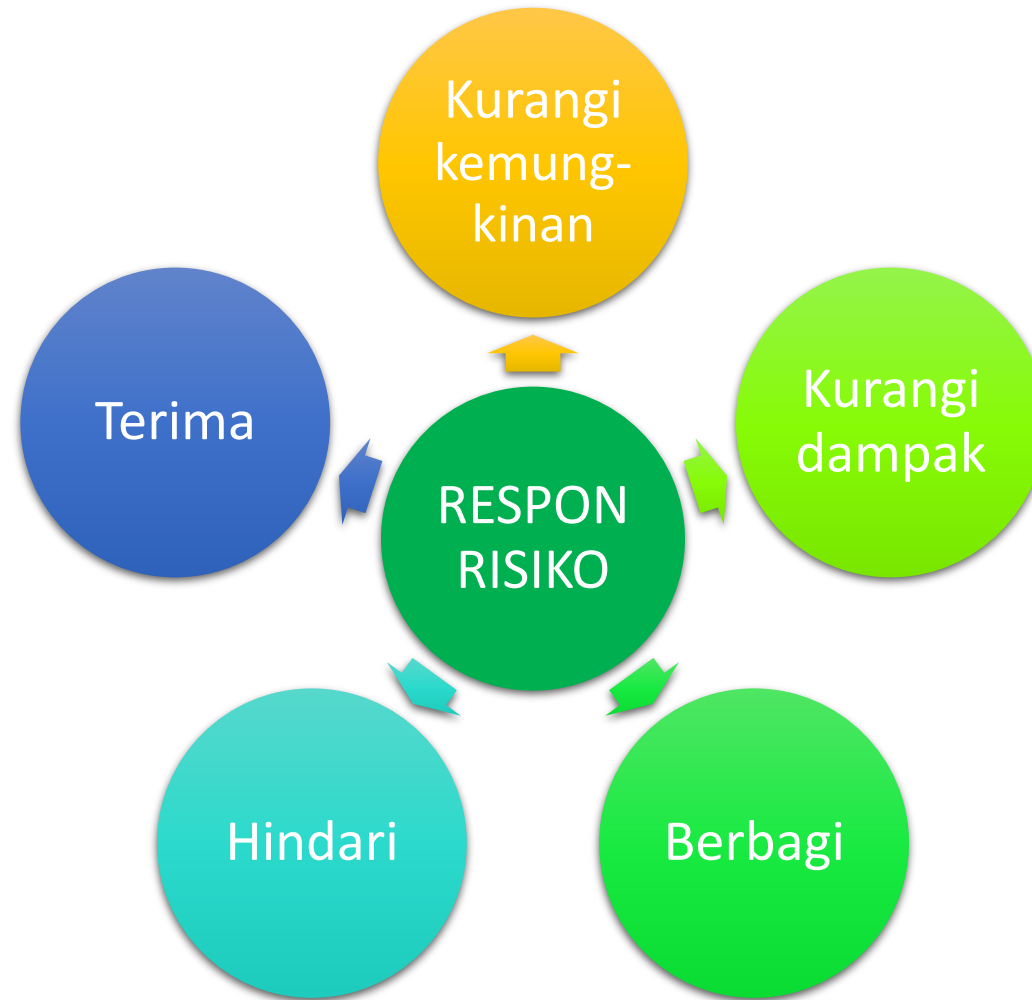 Kurangi
kemung-
kinan
Kurangi
dampak
Berbagi
Hindari
Terima
RESPON
RISIKO